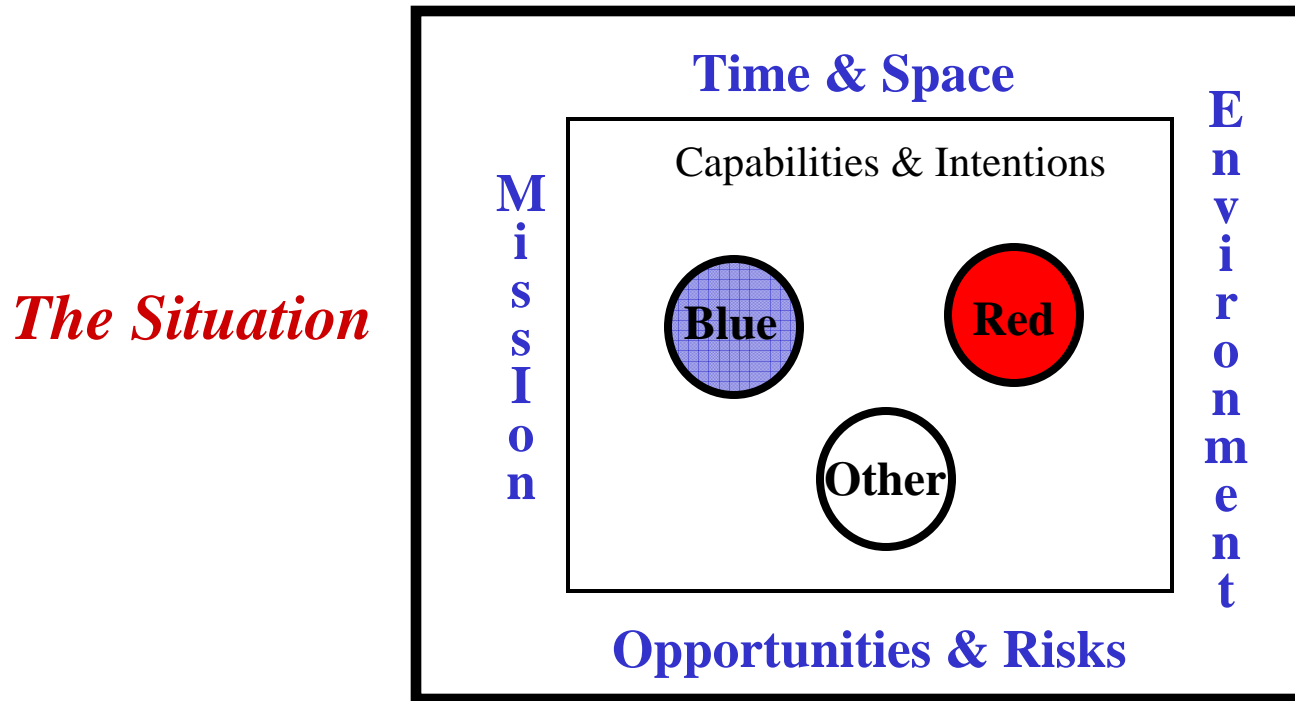 Time & Space
Capabilities & Intentions
MissIon
Environment
The Situation
Blue
Red
Other
Opportunities & Risks